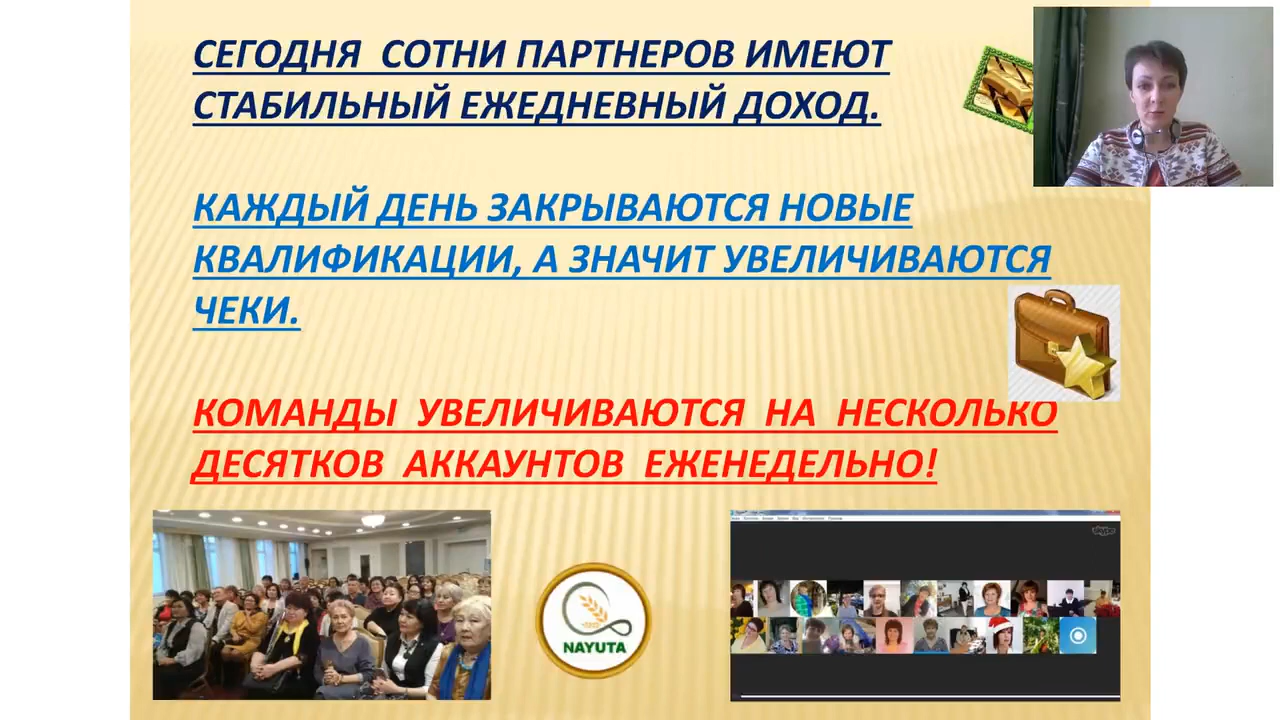 СЕГОДНЯ СОТНИ ПАРТНЕРОВ ИМЕЮТ
СТАБИЛЬНЫЙ ЕЖЕДНЕВНЫЙ ДОХОД.
КАЖДЫЙ ДЕНЬ ЗАКРЫВАЮТСЯ НОВЫЕ
КВАЛИФИКАЦИИ, А ЗНАЧИТ УВЕЛИЧИВАЮТСЯ
ЧЕКИ.
КОМАНДЫ УВЕЛИЧИВАЮТСЯ НА НЕСКОЛЬКО
ДЕСЯТКОВ АККАУНТОВ ЕЖЕНЕДЕЛЬНО!
NAYUTA
skype